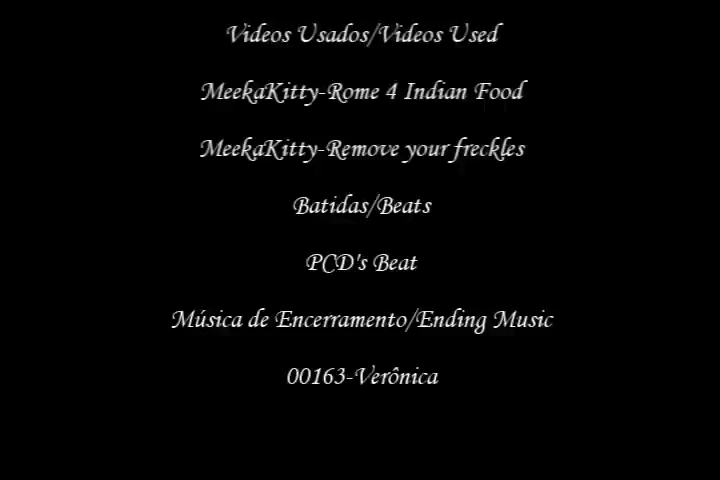 Videos Usados/Videos Used
MeekaKitty-Rome 4 Indian Food
MeekaKitty-Remove your freckles
Batidas/Beats
PCD's Beat
Música de Encerramento/Ending Music
00163-Verônica